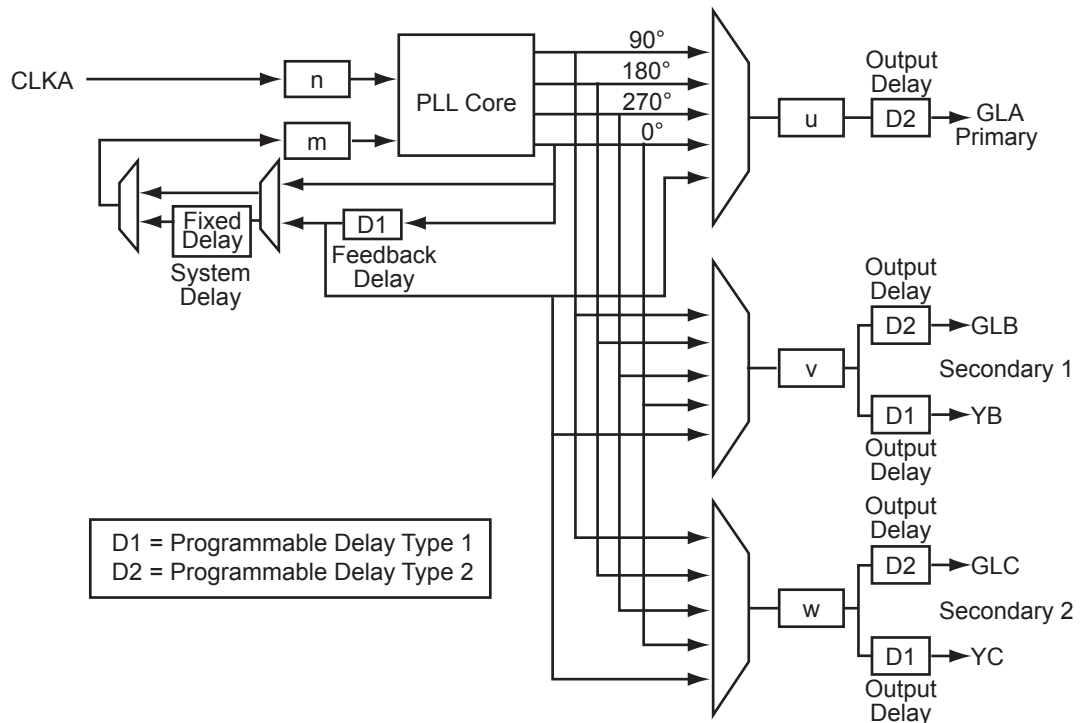 CLKA
n
m
PLL Core
90°
180°
270°
0°
u
Output
Delay
D2
GLA
Primary
Fixed
Delay
System
Delay
D1
Feedback
Delay
v
Output
Delay
D2
GLB
Secondary 1
D1
YB
Output
Delay
D1 = Programmable Delay Type 1
D2 = Programmable Delay Type 2
w
Output
Delay
D2
GLC
Secondary 2
D1
YC
Output
Delay